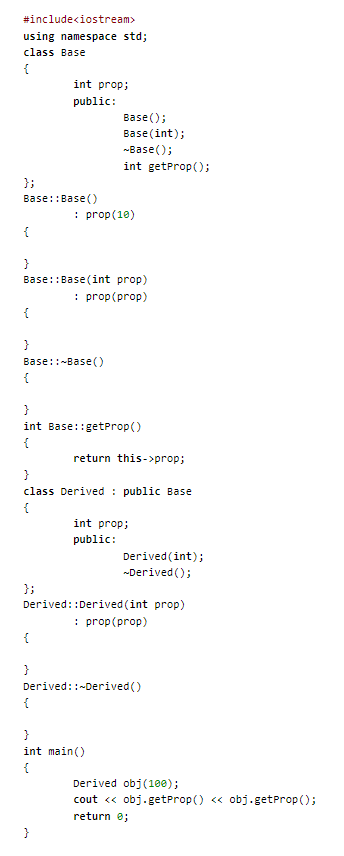 #include<iostream>
using namespace std;
class Base
{
int prop;
public:
Base();
Base(int);
~Base();
int getProp();
};
Base::Base()
: prop(10)
{
}
Base::Base(int prop)
: prop(prop)
{
}
Base::~Base()
{
}
int Base::getProp()
{
return this->prop;
}
class Derived : public Base
{
int prop;
public:
Derived(int);
~Derived();
};
Derived::Derived(int prop)
: prop(prop)
{
}
Derived::~Derived()
{
}
int main()
{
Derived obj(100);
cout << obj.getProp() << obj.getProp();
return 0;
}